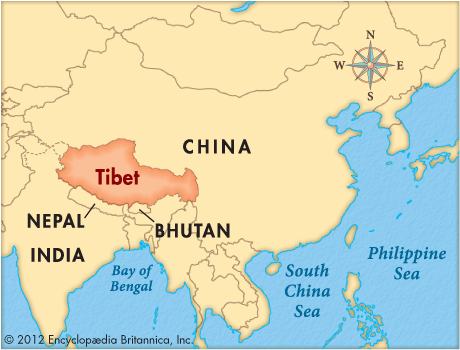 N
W E
S
CHINA
Tibet
NEPAL
BHUTAN
INDIA
Philippine
Sea
Bay of
Bengal
South
China
Sea
© 2012 Encyclopædia Britannica, Inc.